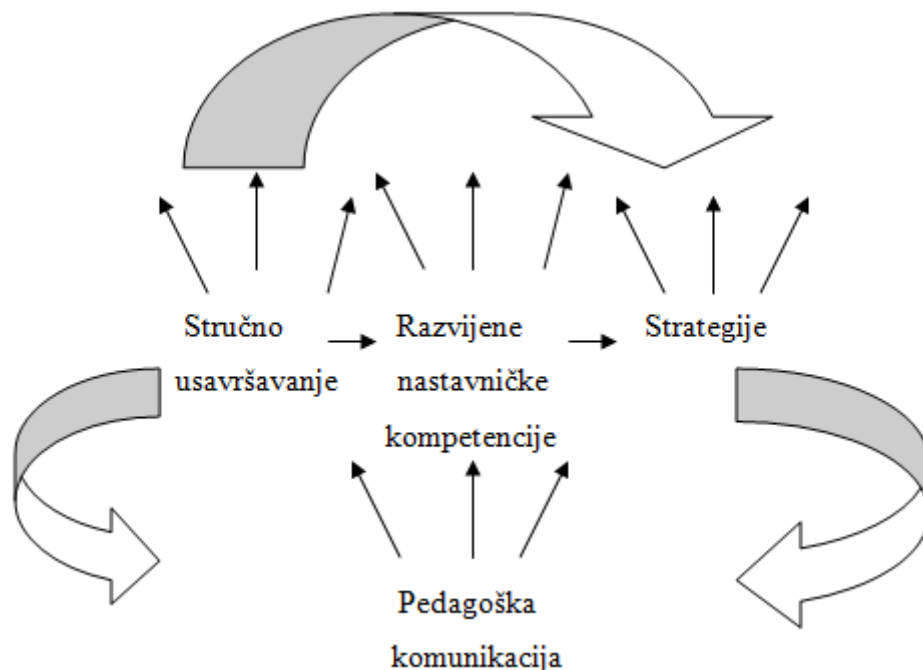 Stručno
usavršavanje
Razvijene
nastavničke
kompetencije
Strategije
Pedagoška
komunikacija